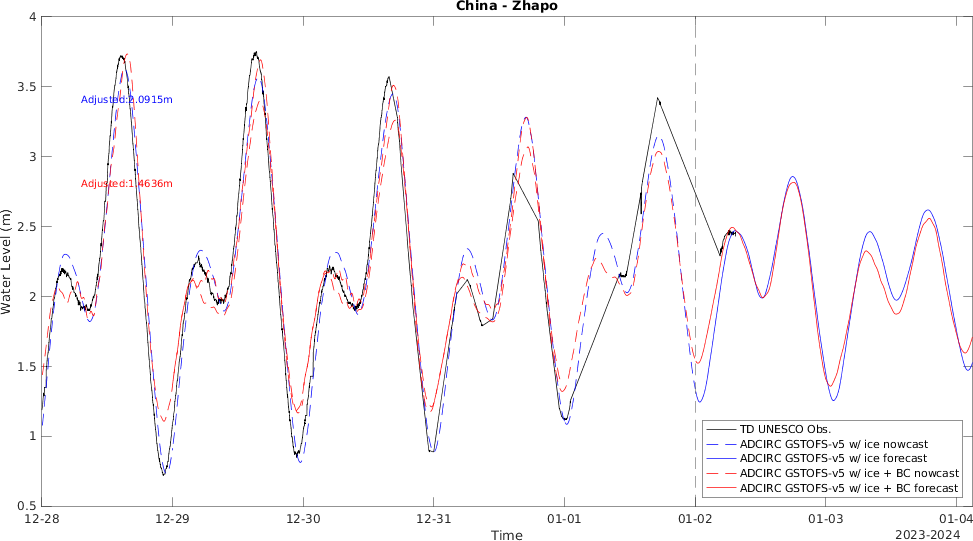 China - Zhapo
4
3.5
3
2.5
2
1.5
1
0.5
Water Level (m)
Adjusted:2.0915m
Adjusted:1.4636m
TD UNESCO Obs.
ADCIRC GSTOFS-v5 w/ ice nowcast
ADCIRC GSTOFS-v5 w/ ice forecast
ADCIRC GSTOFS-v5 w/ ice + BC nowcast
ADCIRC GSTOFS-v5 w/ ice + BC forecast
12-28 12-29 12-30 12-31 01-01 01-02 01-03 01-04
Time
2023-2024